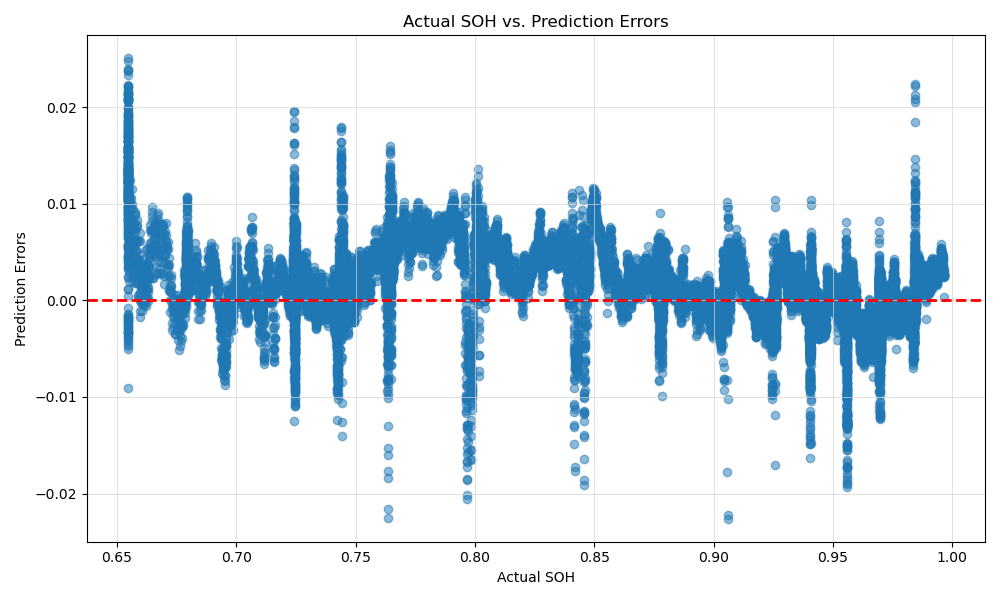 Actual SOH vs. Prediction Errors
Prediction Errors
0.02
0.01
0.00
−0.01
−0.02
0.65 0.70 0.75 0.80 0.85 0.90 0.95 1.00
Actual SOH